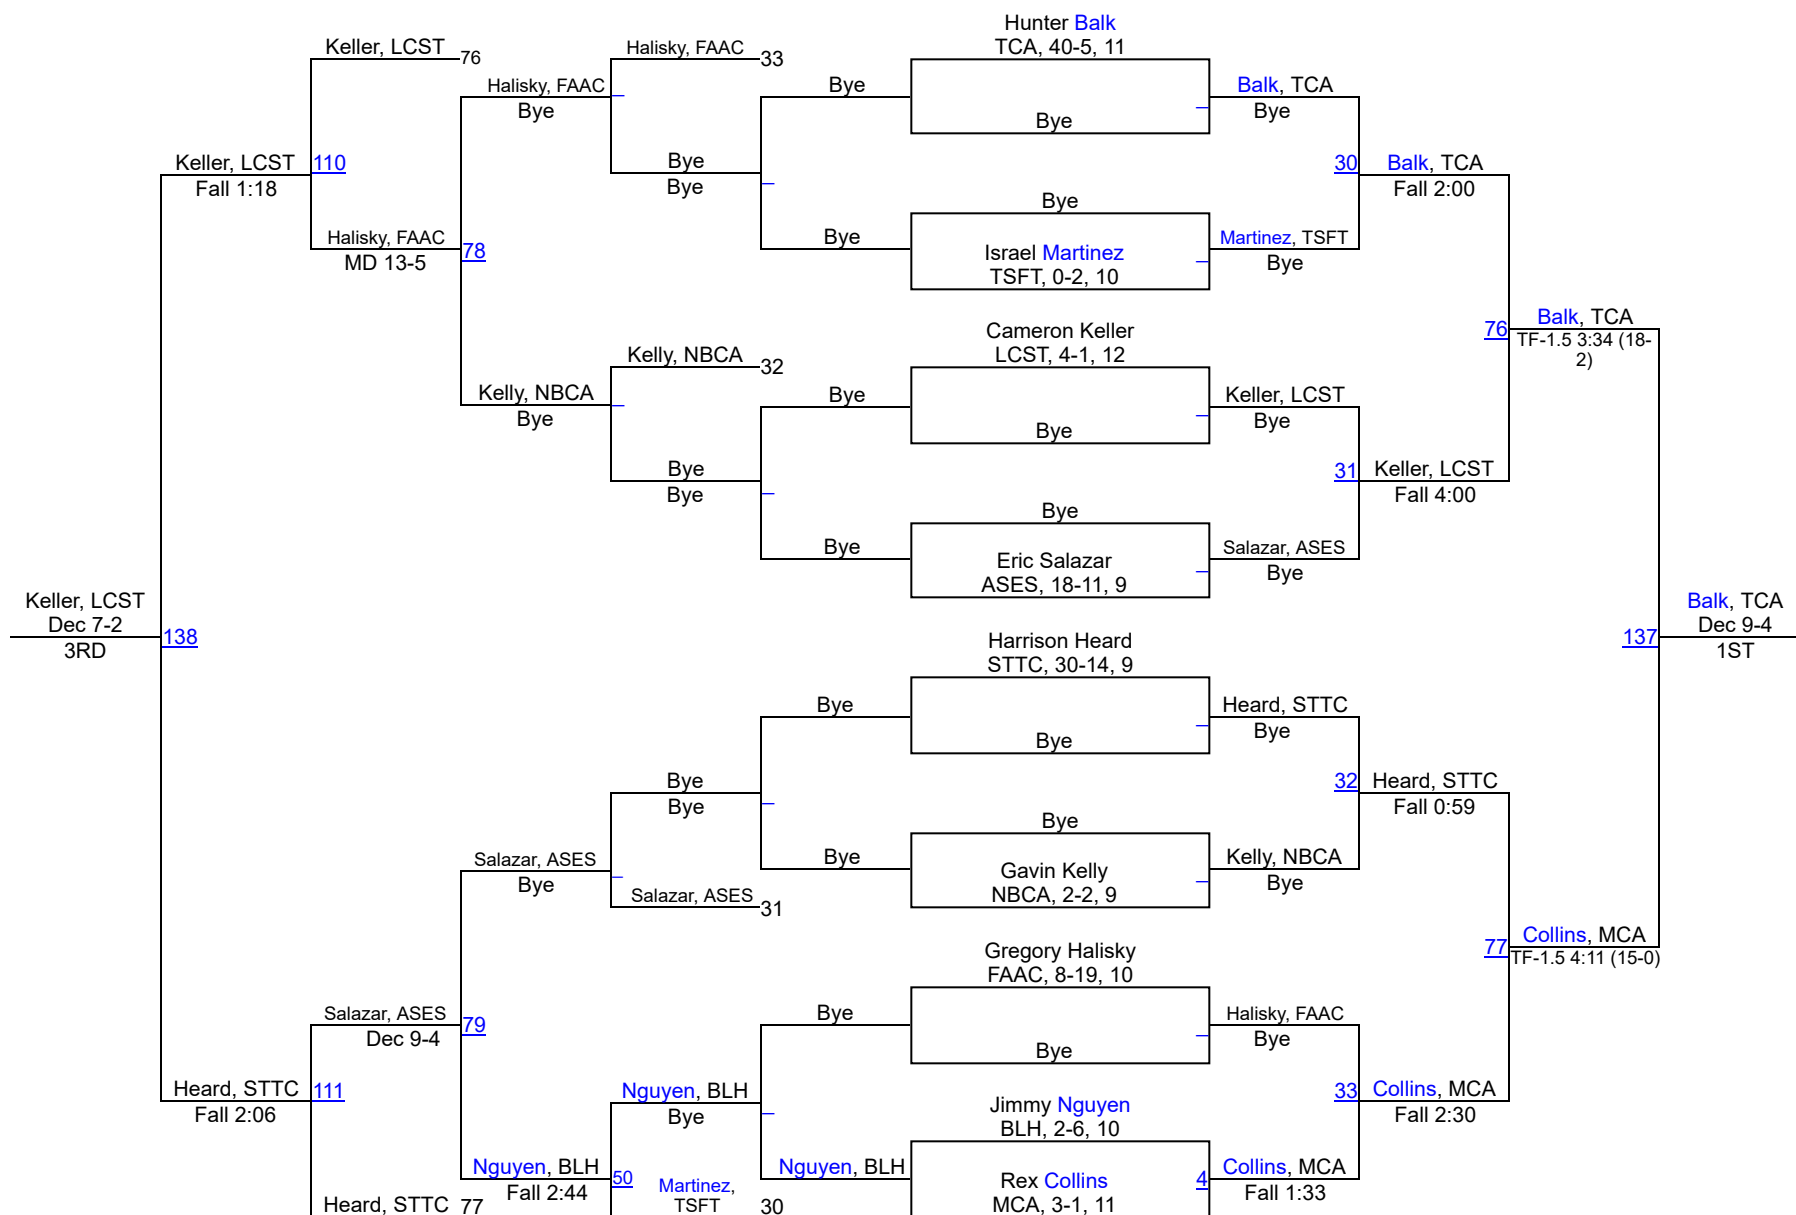 Hunter Balk
Keller, LCST
76
Halisky, FAAC
33
TCA, 40-5, 11
Halisky, FAAC
Bye
Bye
Balk, TCA
Bye
Bye
Keller, LCST
110
Fall 1:18
Bye
Bye
30
Balk, TCA
Fall 2:00
Bye
Halisky, FAAC
MD 13-5
78
Bye
Israel Martinez
TSFT, 0-2, 10
Martinez, TSFT
Bye
Cameron Keller
LCST, 4-1, 12
76
Balk, TCA
TF-1.5 3:34 (18-
2)
Kelly, NBCA
32
Kelly, NBCA
Bye
Bye
Bye
Keller, LCST
Bye
Bye
Bye
31
Keller, LCST
Fall 4:00
Bye
Bye
Eric Salazar
ASES, 18-11, 9
Salazar, ASES
Bye
Keller, LCST
Dec 7-2
3RD
138
Harrison Heard
STTC, 30-14, 9
137
Balk, TCA
Dec 9-4
1ST
Bye
Bye
Heard, STTC
Bye
Bye
Bye
32
Heard, STTC
Fall 0:59
Bye
Salazar, ASES
Bye
Bye
Gavin Kelly
NBCA, 2-2, 9
Kelly, NBCA
Bye
Salazar, ASES
31
Gregory Halisky
FAAC, 8-19, 10
77
Collins, MCA
TF-1.5 4:11 (15-0)
Salazar, ASES
Dec 9-4
79
Bye
Bye
Halisky, FAAC
Bye
Heard, STTC
111
Fall 2:06
Nguyen, BLH
Bye
Jimmy Nguyen
BLH, 2-6, 10
33
Collins, MCA
Fall 2:30
Nguyen, BLH
Fall 2:44
50
Nguyen, BLH
Rex Collins
MCA, 3-1, 11
4
Collins, MCA
Fall 1:33
Heard, STTC
77
Martinez,
TSFT
30